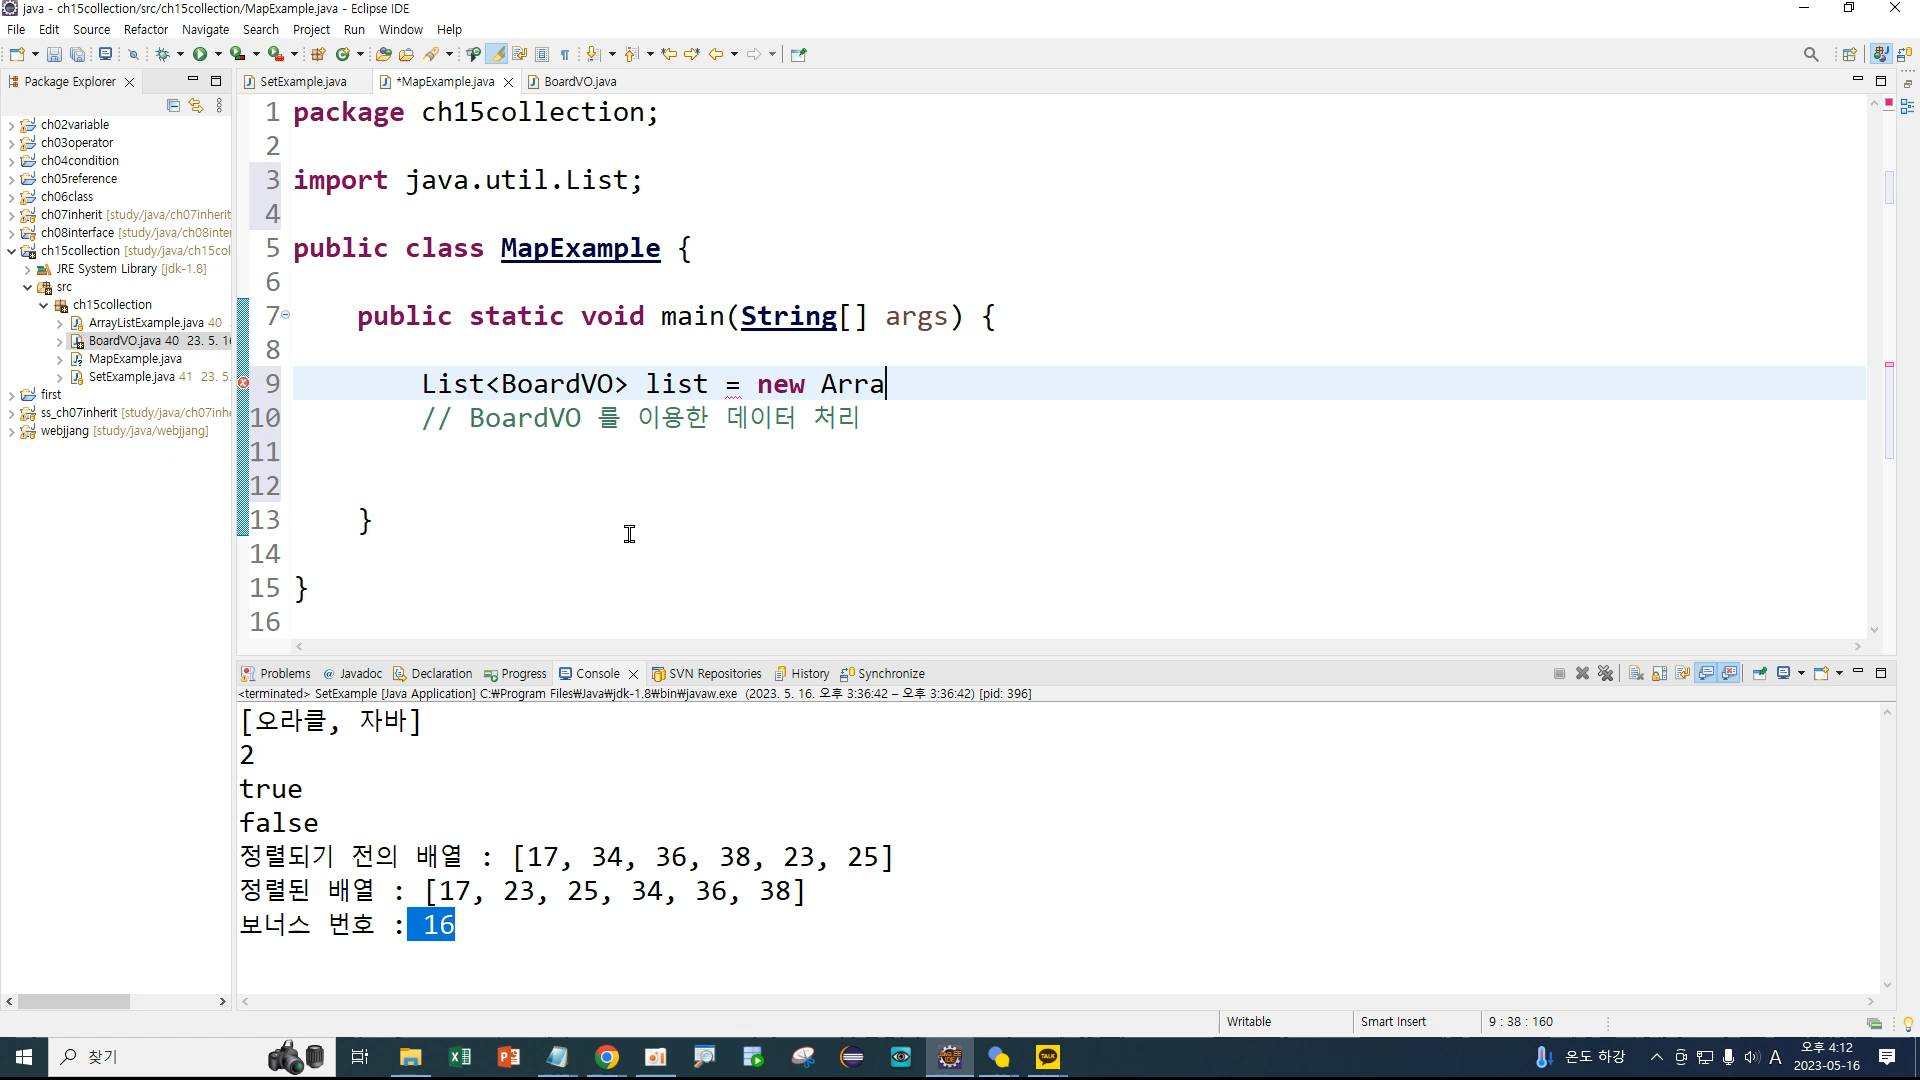 java - ch15collection/src/ch15collection/MapExample.java - Eclipse IDE
File Edit Source Refactor Navigate Search Project Run Window Help
Package Explorer
SetExample.java
*MapExample.java
BoardVO.java
ch02variable
ch03operator
ch04condition
ch05reference
ch06class
ch07inherit [study/java/ch07inherit
ch08interface [study/java/ch08inter
ch15collection [study/java/ch15col
JRE System Library [jdk-1.8]
src
ch15collection
ArrayListExample.java 40
BoardVO.java 40 23. 5. 16
MapExample.java
SetExample.java 41 23. 5.
first
ss_ch07inherit [study/java/ch07inh
webjjang [study/java/webjjang]
1 package ch15collection;
2
3 import java.util.List;
4
5 public class MapExample {
6
7 public static void main(String[] args) {
8
9 List<BoardVO> list = new Arra
10 // BoardVO 를 이용한 데이터 처리
11
12
13 }
14
15 }
16
Problems @ Javadoc Declaration Progress Console SVN Repositories History Synchronize
<terminated> SetExample [Java Application] C:₩Program Files₩Java₩jdk-1.8₩bin₩javaw.exe (2023. 5. 16. 오후 3:36:42 – 오후 3:36:42) [pid: 396]
[오라클, 자바]
2
true
false
정렬되기 전의 배열 : [17, 34, 36, 38, 23, 25]
정렬된 배열 : [17, 23, 25, 34, 36, 38]
보너스 번호 : 16
Writable
Smart Insert
9 : 38 : 160
찾기
온도 하강
A
오후 4:12
2023-05-16